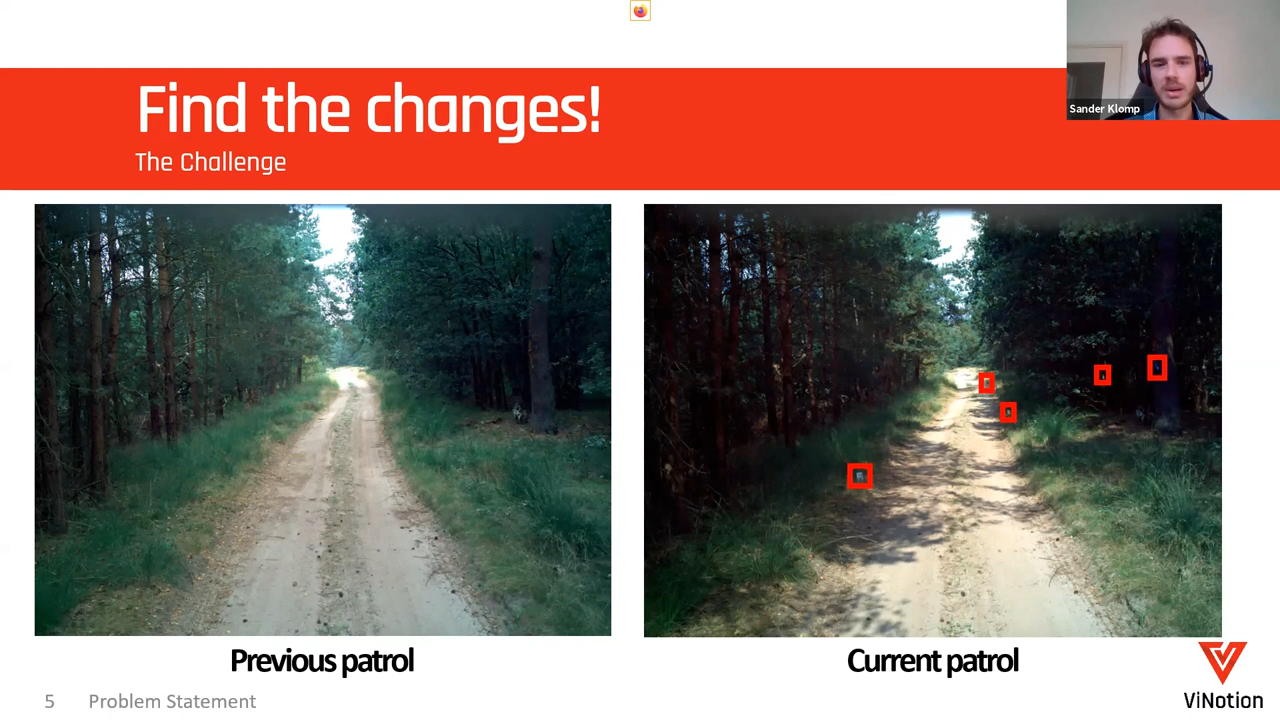 Find the changes!
The Challenge
Sander Klomp
Previous patrol
Current patrol
5 Problem Statement
ViNotion